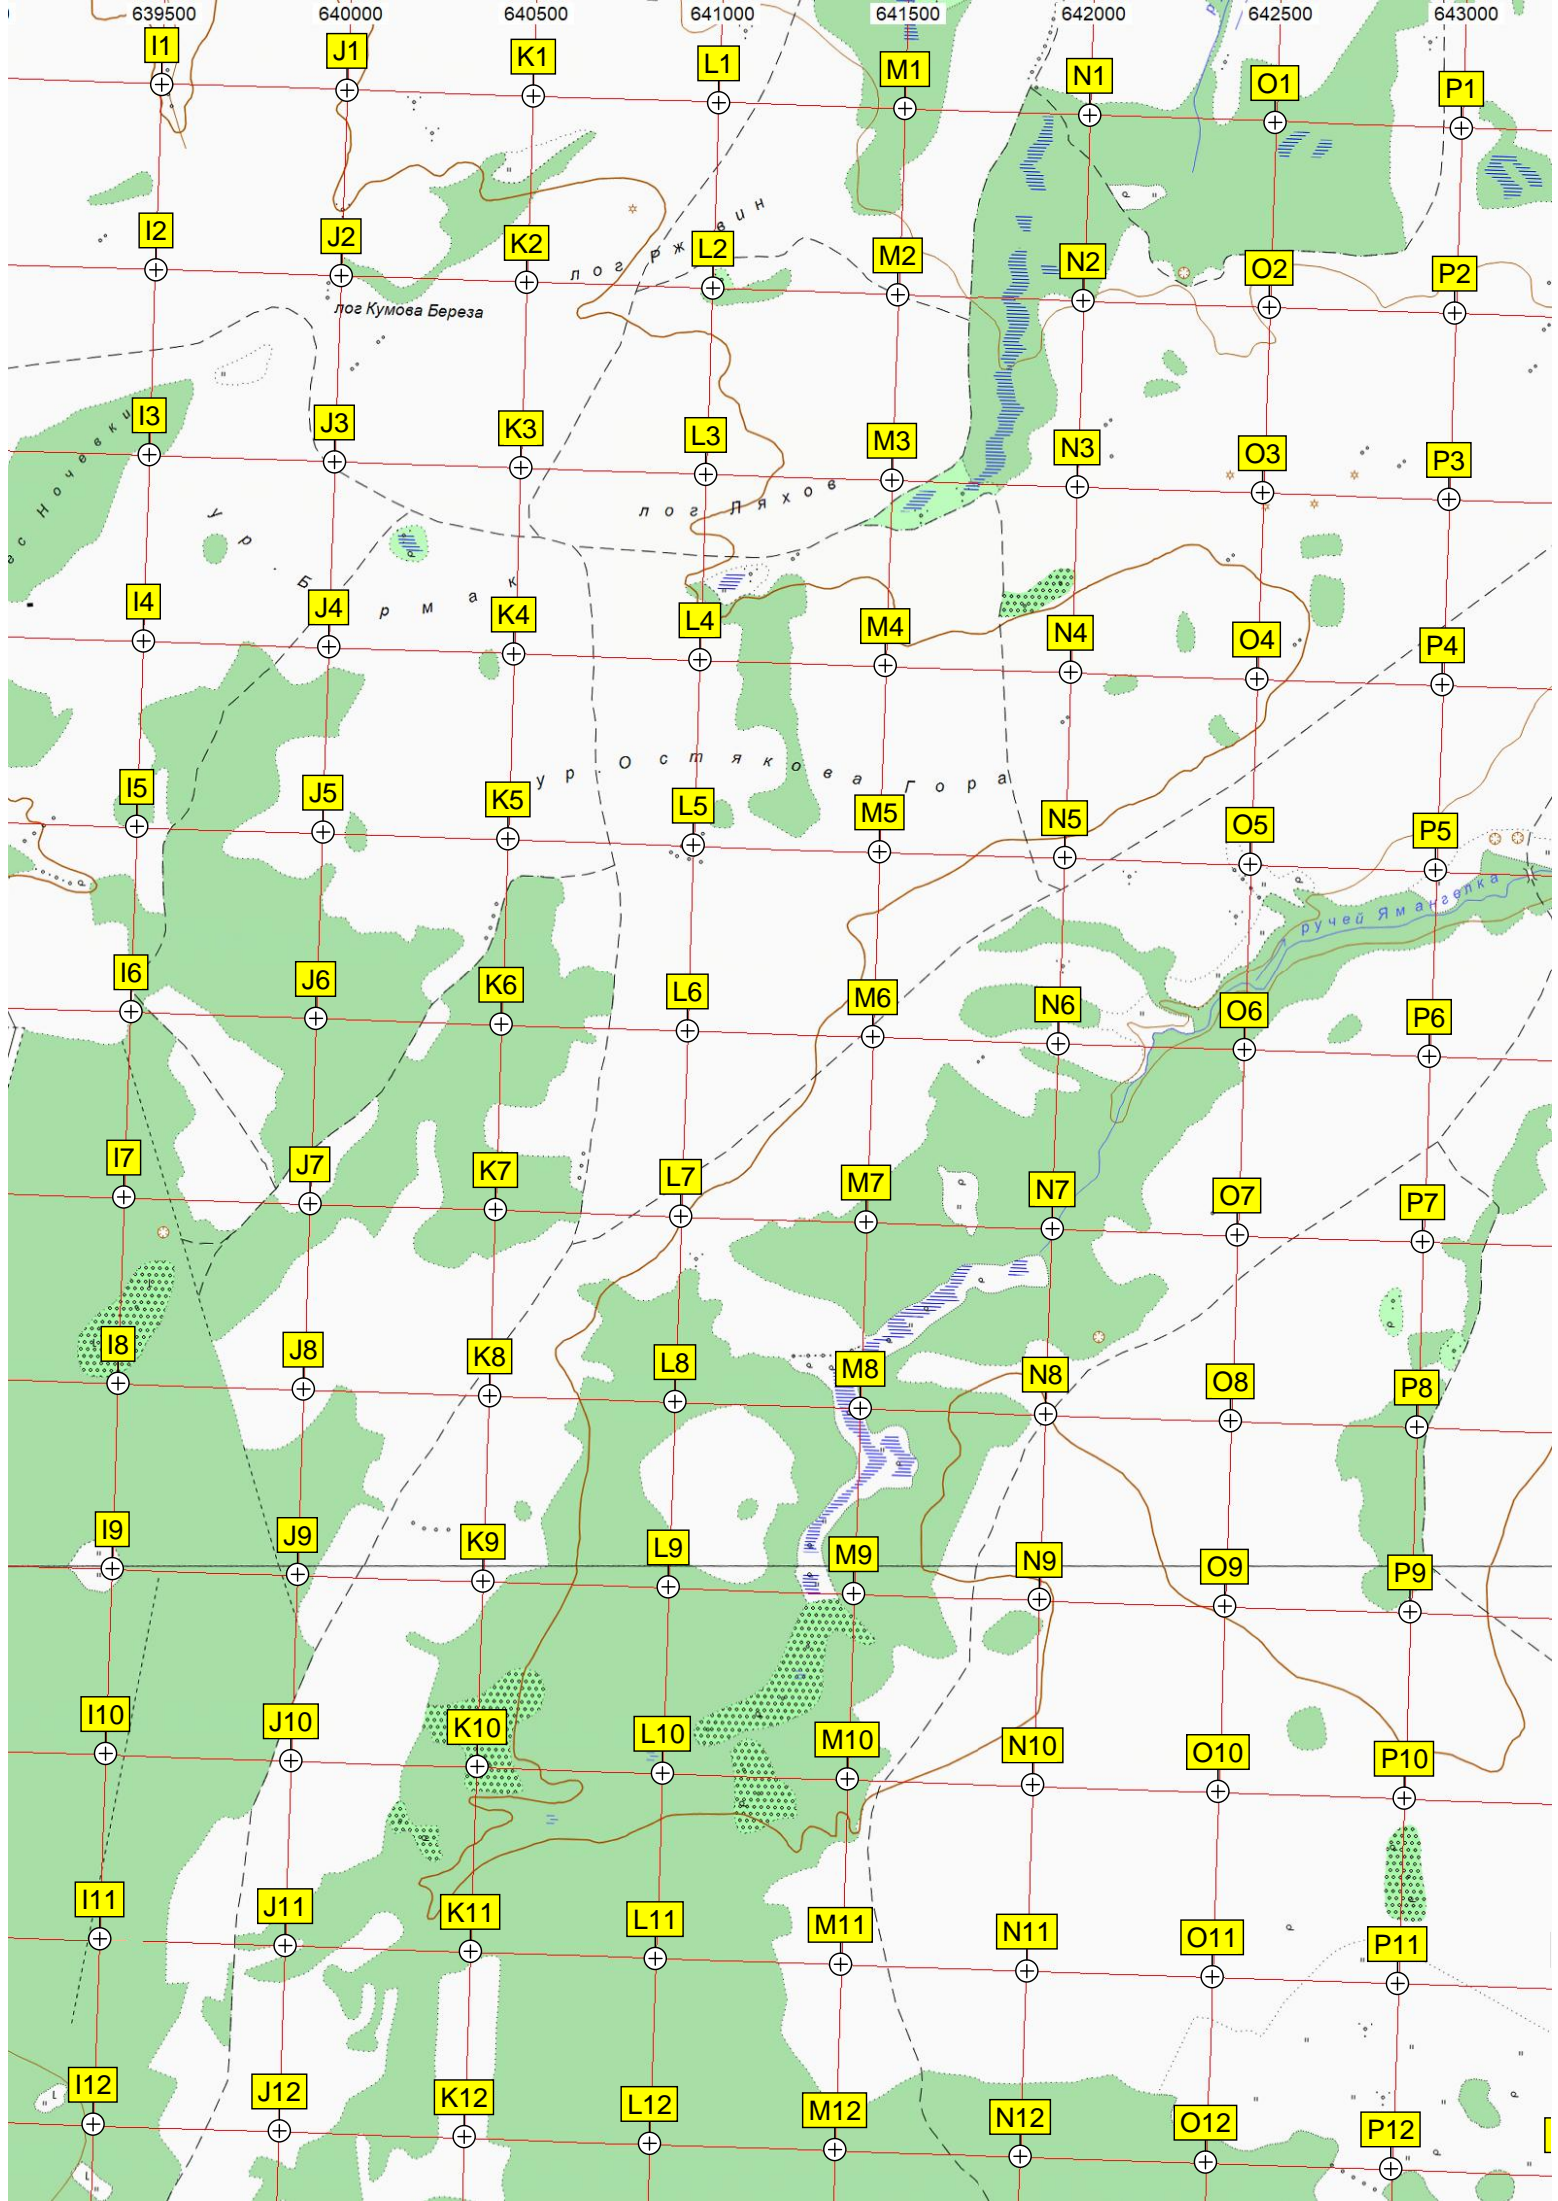 639500 640000 640500 641000 641500 642000 642500 643000
I1 J1 K1 L1 M1 N1 O1 P1
лог Ржвин
I2 J2 K2 L2 M2 N2 O2 P2
лог Кумова Береза
I3 J3 K3 L3 M3 N3 O3 P3
Ночевки
лог Ляхов
ур. Бармак
I4 J4 K4 L4 M4 N4 O4 P4
ур. Остякова Гора
I5 J5 K5 L5 M5 N5 O5 P5
ручей Ямангелка
I6 J6 K6 L6 M6 N6 O6 P6
I7 J7 K7 L7 M7 N7 O7 P7
I8 J8 K8 L8 M8 N8 O8 P8
I9 J9 K9 L9 M9 N9 O9 P9
I10 J10 K10 L10 M10 N10 O10 P10
I11 J11 K11 L11 M11 N11 O11 P11
I12 J12 K12 L12 M12 N12 O12 P12